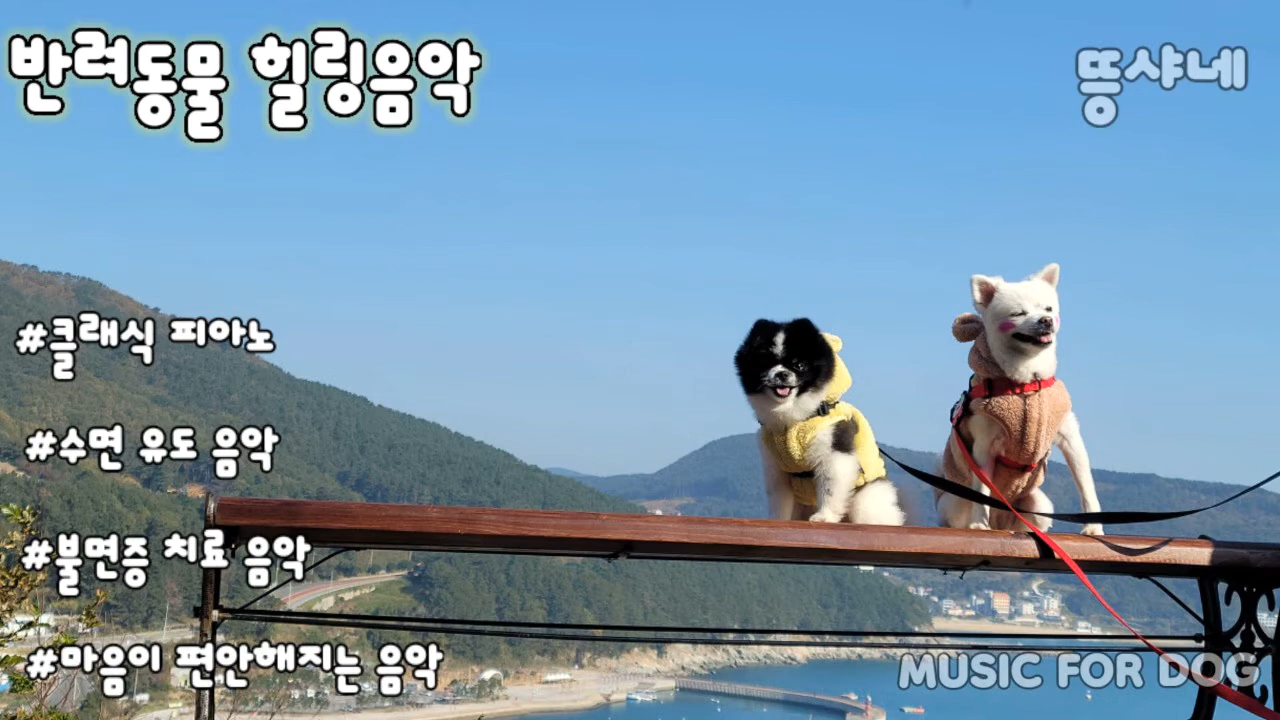 반려동물 힐링음악
뚱샤네
#클래식 피아노
#수면 유도 음악
#불면증 치료 음악
#마음이 편안해지는 음악
MUSIC FOR DOG